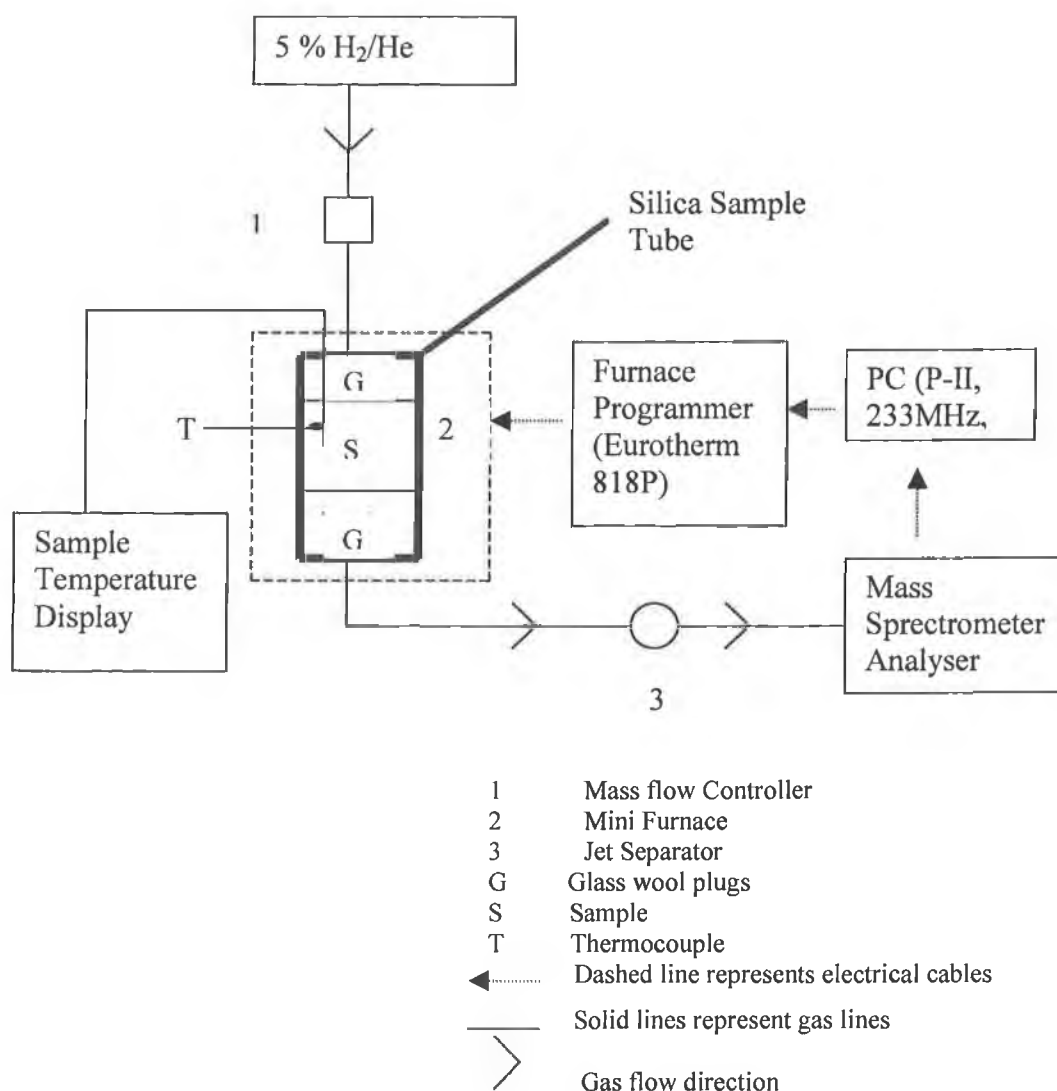 5 % H₂/He
1
Silica Sample
Tube
G
T
S
2
G
Furnace
Programmer
(Eurotherm
818P)
PC (P-II,
233MHz,
Sample
Temperature
Display
Mass
Sprectrometer
Analyser
3
1 Mass flow Controller
2 Mini Furnace
3 Jet Separator
G Glass wool plugs
S Sample
T Thermocouple
Dashed line represents electrical cables
Solid lines represent gas lines
Gas flow direction